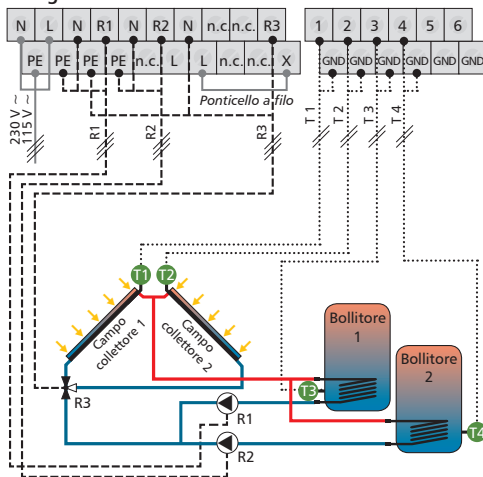 N L N R1 N R2 N n.c. n.c. R3
1 2 3 4 5 6
PE PE PE PE n.c. L L n.c. n.c. X
GND GND GND GND GND GND
230 V ~
115 V ~
R1
R2
Ponticello a filo
R3
T 1
T 2
T 3
T 4
T1 T2
Campo collettore 1
Campo collettore 2
Bollitore
1
Bollitore
2
T3
T4
R3
R1
R2